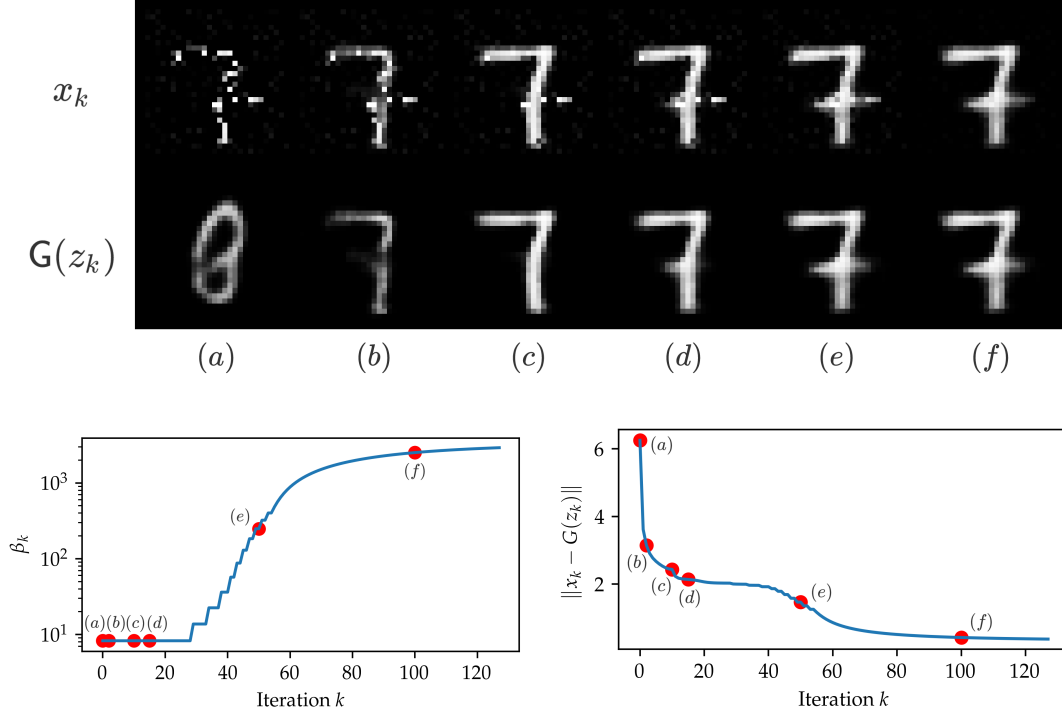 x_k
G(z_k)
(a) (b) (c) (d) (e) (f)
β_k
10^3
10^2
10^1
(a)(b)(c)(d)
(e)
(f)
0 20 40 60 80 100 120
Iteration k
‖x_k − G(z_k)‖
6
4
2
(a)
(b)
(c)
(d)
(e)
(f)
0 20 40 60 80 100 120
Iteration k